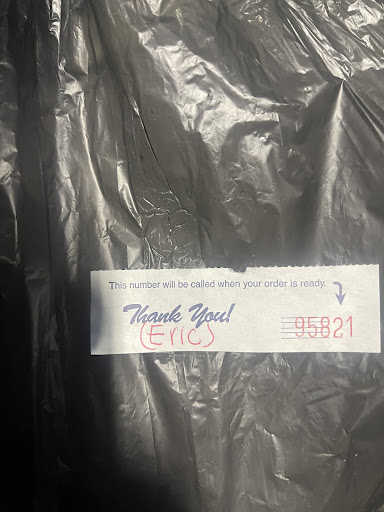 This number will be called when your order is ready.
Thank You!
(Eric)
95821